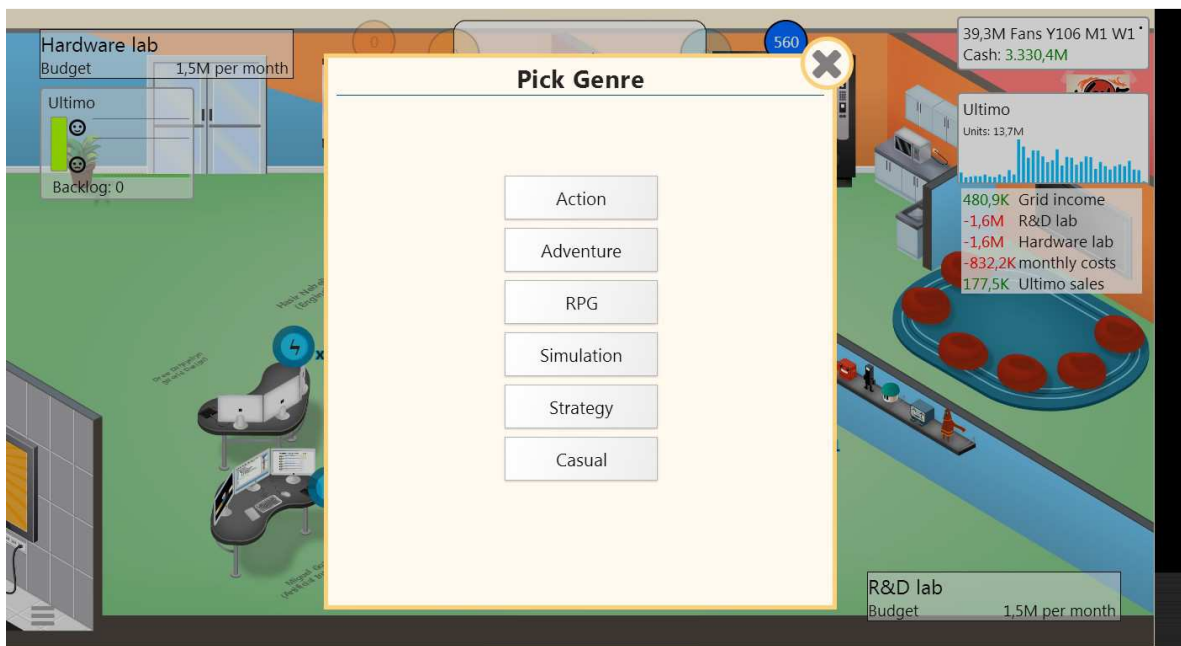 Hardware lab
Budget 1,5M per month
Ultimo
Backlog: 0
0
560
39,3M Fans Y106 M1 W1
Cash: 3.330,4M
Ultimo
Units: 13,7M
480,9K Grid income
-1,6M R&D lab
-1,6M Hardware lab
-832,2K monthly costs
177,5K Ultimo sales
Pick Genre
Action
Adventure
RPG
Simulation
Strategy
Casual
R&D lab
Budget 1,5M per month